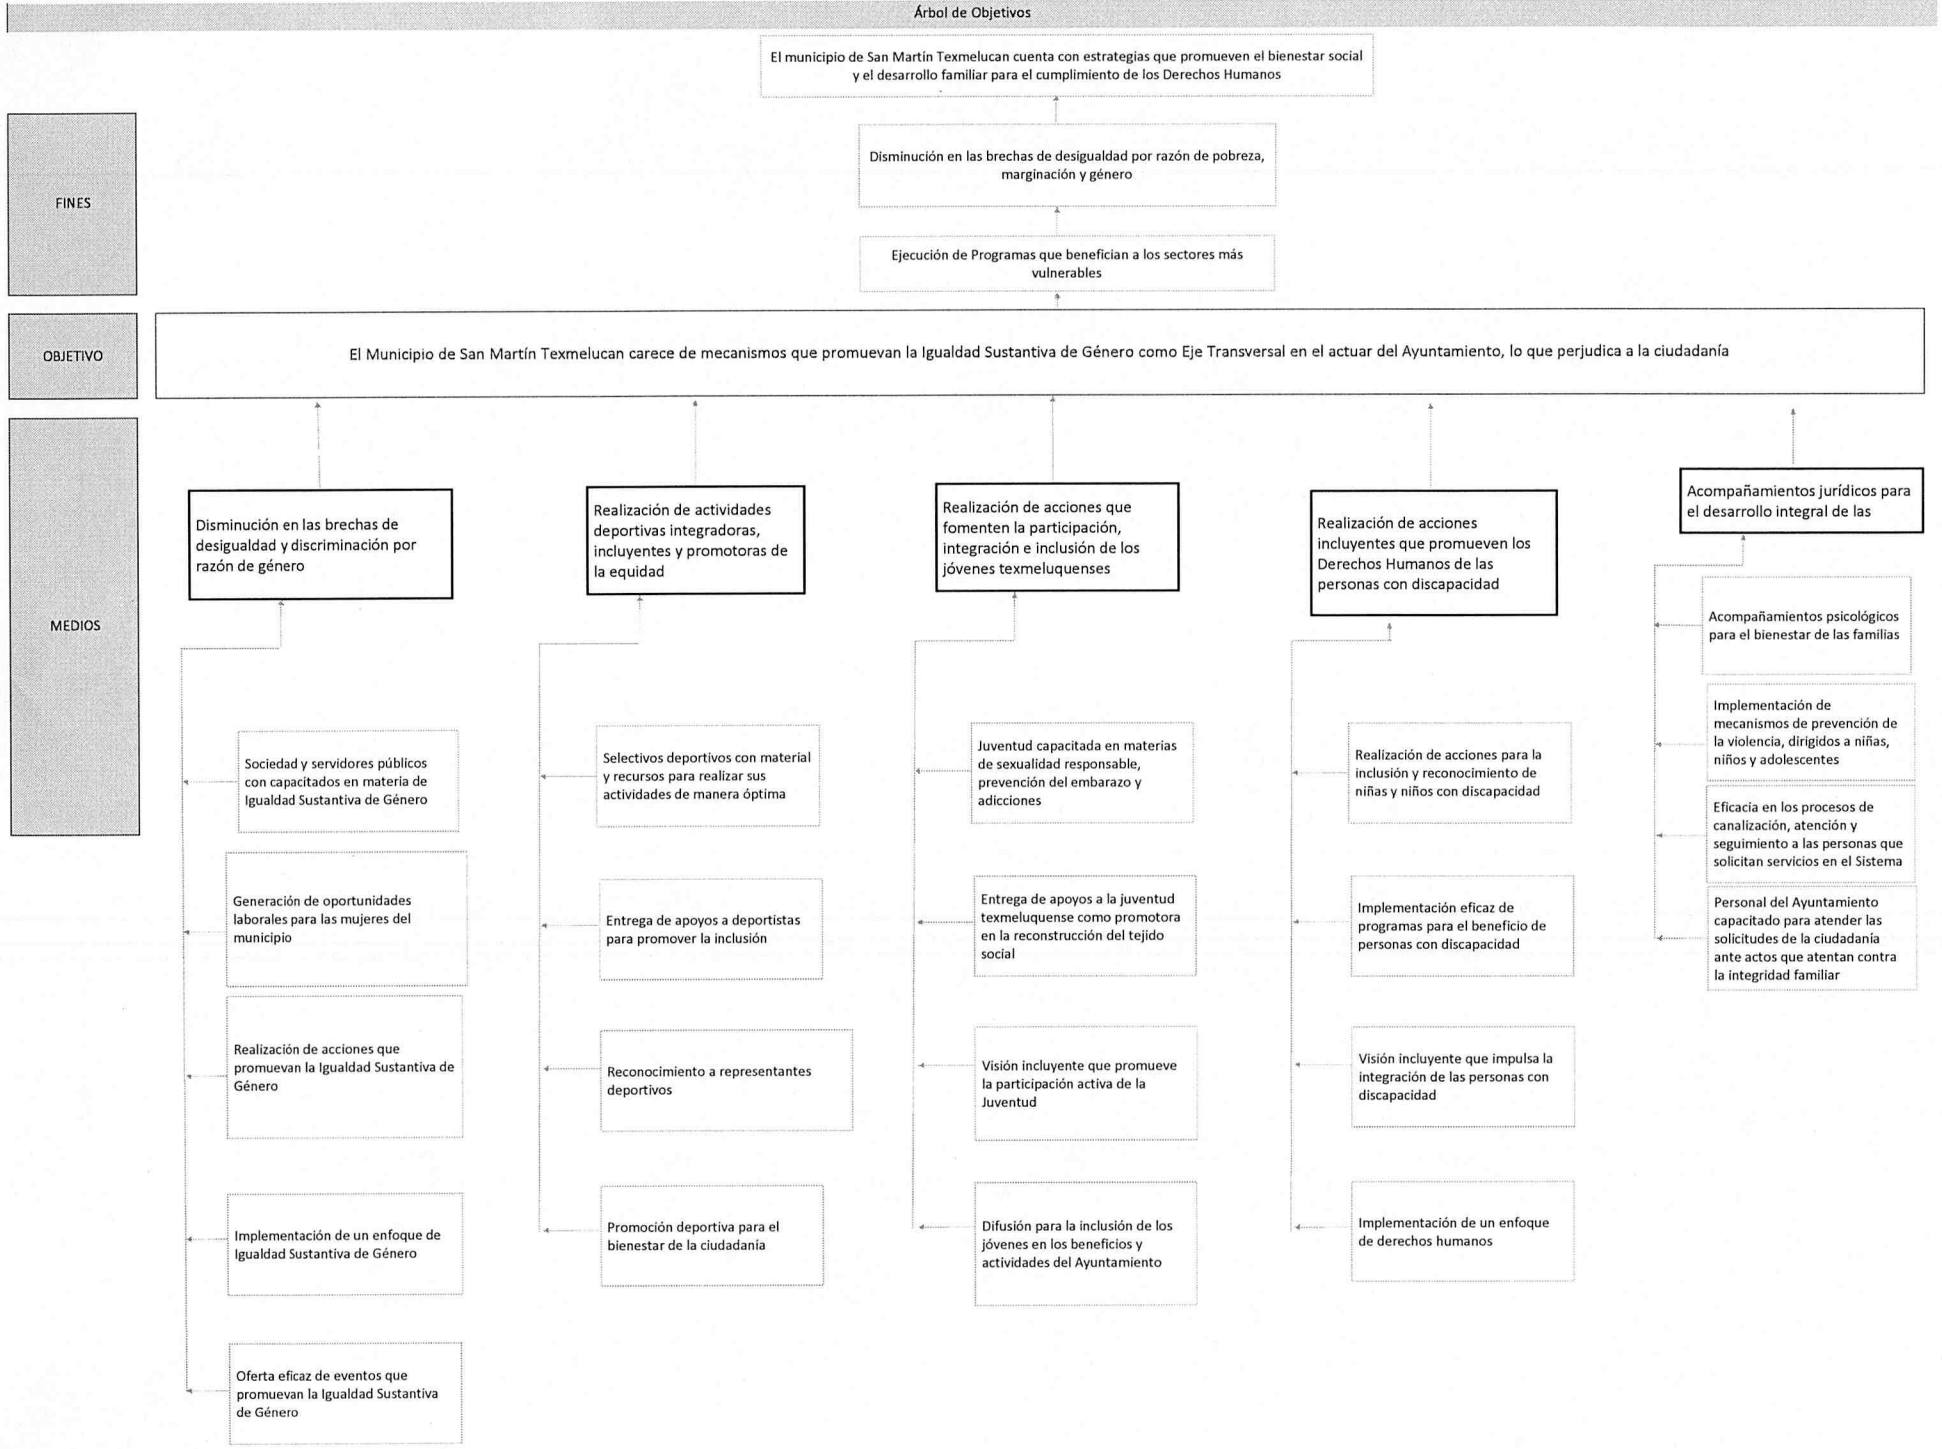 Árbol de Objetivos
El municipio de San Martín Texmelucan cuenta con estrategias que promueven el bienestar social
y el desarrollo familiar para el cumplimiento de los Derechos Humanos
FINES
Disminución en las brechas de desigualdad por razón de pobreza,
marginación y género
Ejecución de Programas que benefician a los sectores más
vulnerables
OBJETIVO
El Municipio de San Martín Texmelucan carece de mecanismos que promuevan la Igualdad Sustantiva de Género como Eje Transversal en el actuar del Ayuntamiento, lo que perjudica a la ciudadanía
MEDIOS
Disminución en las brechas de
desigualdad y discriminación por
razón de género
Sociedad y servidores públicos
con capacitados en materia de
Igualdad Sustantiva de Género
Generación de oportunidades
laborales para las mujeres del
municipio
Realización de acciones que
promuevan la Igualdad Sustantiva de
Género
Implementación de un enfoque de
Igualdad Sustantiva de Género
Oferta eficaz de eventos que
promuevan la Igualdad Sustantiva
de Género
Realización de actividades
deportivas integradoras,
incluyentes y promotoras de
la equidad
Selectivos deportivos con material
y recursos para realizar sus
actividades de manera óptima
Entrega de apoyos a deportistas
para promover la inclusión
Reconocimiento a representantes
deportivos
Promoción deportiva para el
bienestar de la ciudadanía
Realización de acciones que
fomenten la participación,
integración e inclusión de los
jóvenes texmeluquenses
Juventud capacitada en materias
de sexualidad responsable,
prevención del embarazo y
adicciones
Entrega de apoyos a la juventud
texmeluquense como promotora
en la reconstrucción del tejido
social
Visión incluyente que promueve
la participación activa de la
Juventud
Difusión para la inclusión de los
jóvenes en los beneficios y
actividades del Ayuntamiento
Realización de acciones
incluyentes que promueven los
Derechos Humanos de las
personas con discapacidad
Realización de acciones para la
inclusión y reconocimiento de
niñas y niños con discapacidad
Implementación eficaz de
programas para el beneficio de
personas con discapacidad
Visión incluyente que impulsa la
integración de las personas con
discapacidad
Implementación de un enfoque
de derechos humanos
Acompañamientos jurídicos para
el desarrollo integral de las
Acompañamientos psicológicos
para el bienestar de las familias
Implementación de
mecanismos de prevención de
la violencia, dirigidos a niñas,
niños y adolescentes
Eficacia en los procesos de
canalización, atención y
seguimiento a las personas que
solicitan servicios en el Sistema
Personal del Ayuntamiento
capacitado para atender las
solicitudes de la ciudadanía
ante actos que atentan contra
la integridad familiar